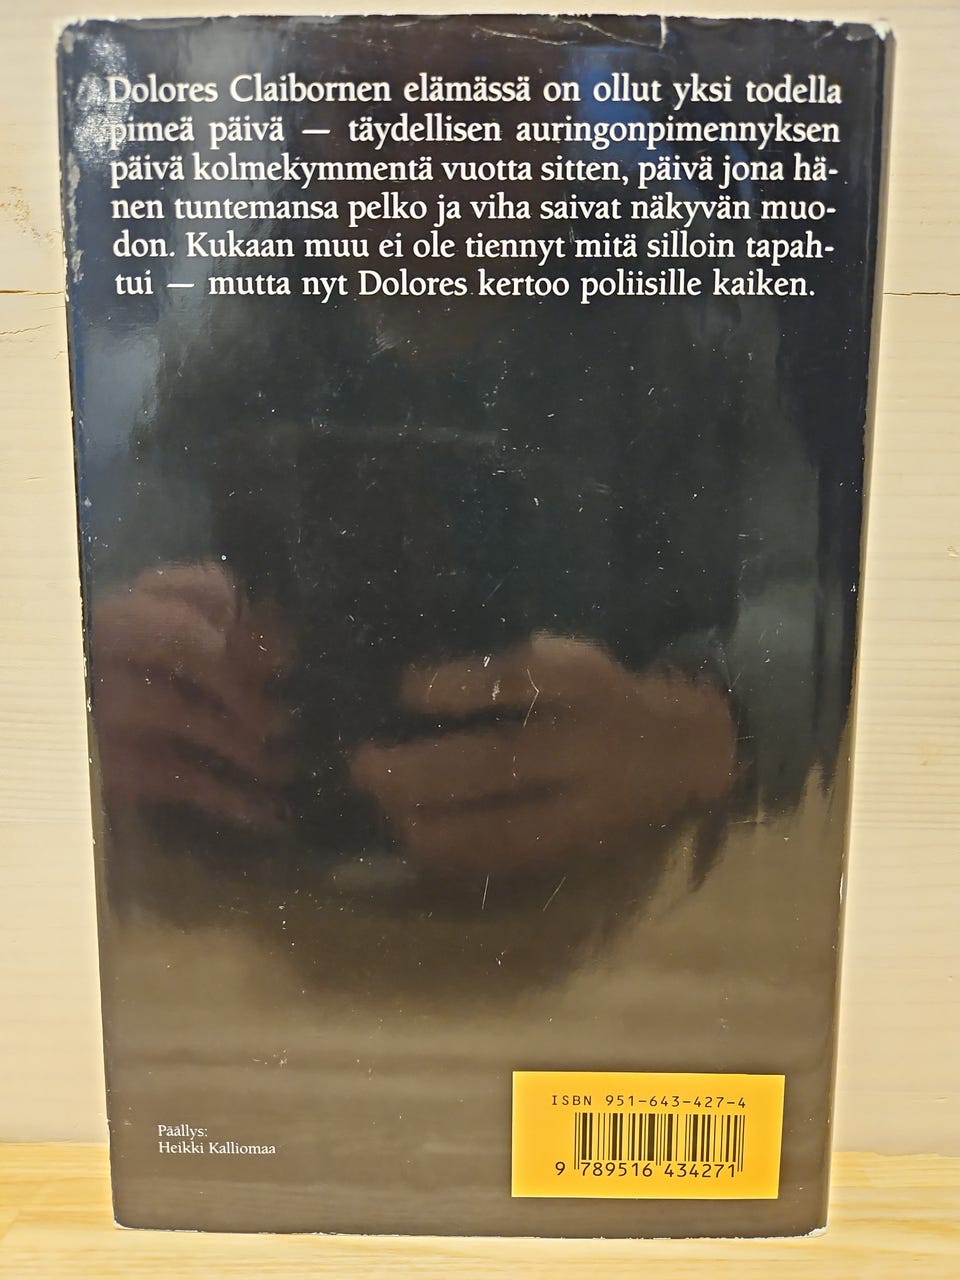 Dolores Claibornen elämässä on ollut yksi todella
pimeä päivä — täydellisen auringonpimennyksen
päivä kolmekymmentä vuotta sitten, päivä jona hä-
nen tuntemansa pelko ja viha saivat näkyvän muo-
don. Kukaan muu ei ole tiennyt mitä silloin tapah-
tui — mutta nyt Dolores kertoo poliisille kaiken.
Päällys:
Heikki Kalliomaa
ISBN 951-643-427-4
9 789516 434271